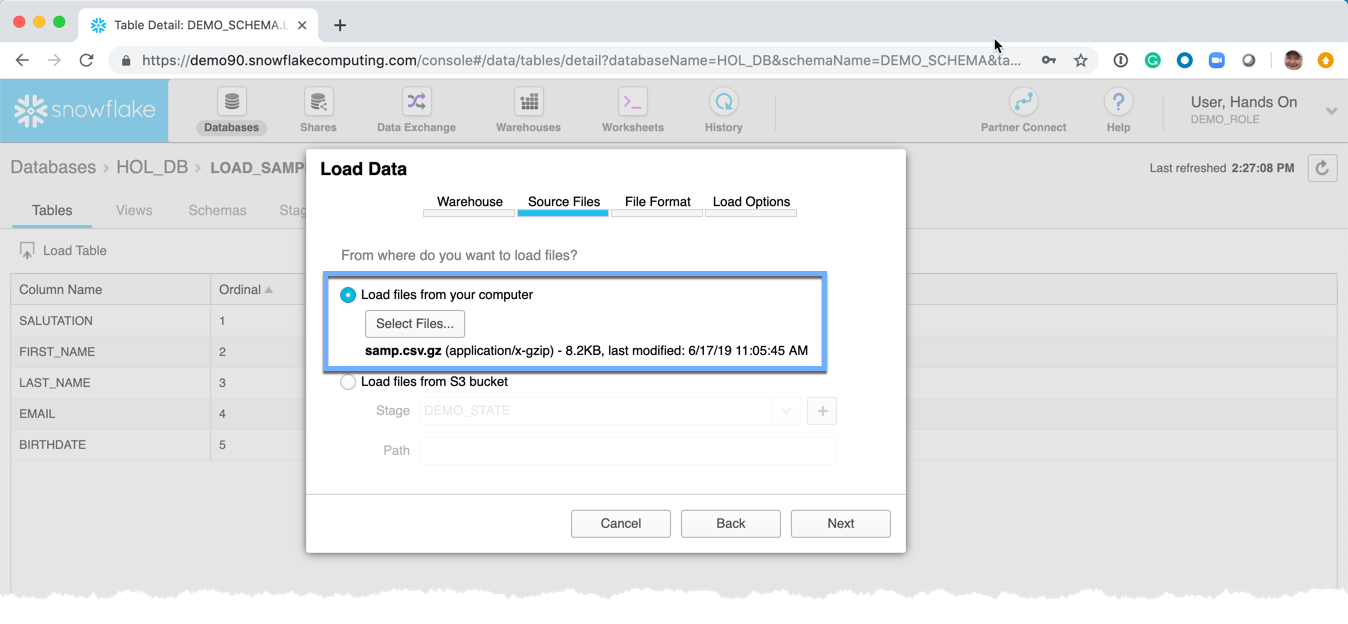 Table Detail: DEMO_SCHEMA.L
https://demo90.snowflakecomputing.com/console#/data/tables/detail?databaseName=HOL_DB&schemaName=DEMO_SCHEMA&ta...
snowflake
Databases
Shares
Data Exchange
Warehouses
Worksheets
History
Partner Connect
Help
User, Hands On
DEMO_ROLE
Databases > HOL_DB > LOAD_SAMP
Last refreshed 2:27:08 PM
Tables
Views
Schemas
Stag
Load Table
Column Name
Ordinal
SALUTATION 1
FIRST_NAME 2
LAST_NAME 3
EMAIL 4
BIRTHDATE 5
Load Data
Warehouse
Source Files
File Format
Load Options
From where do you want to load files?
Load files from your computer
Select Files...
samp.csv.gz (application/x-gzip) - 8.2KB, last modified: 6/17/19 11:05:45 AM
Load files from S3 bucket
Stage DEMO_STATE
Path
Cancel
Back
Next